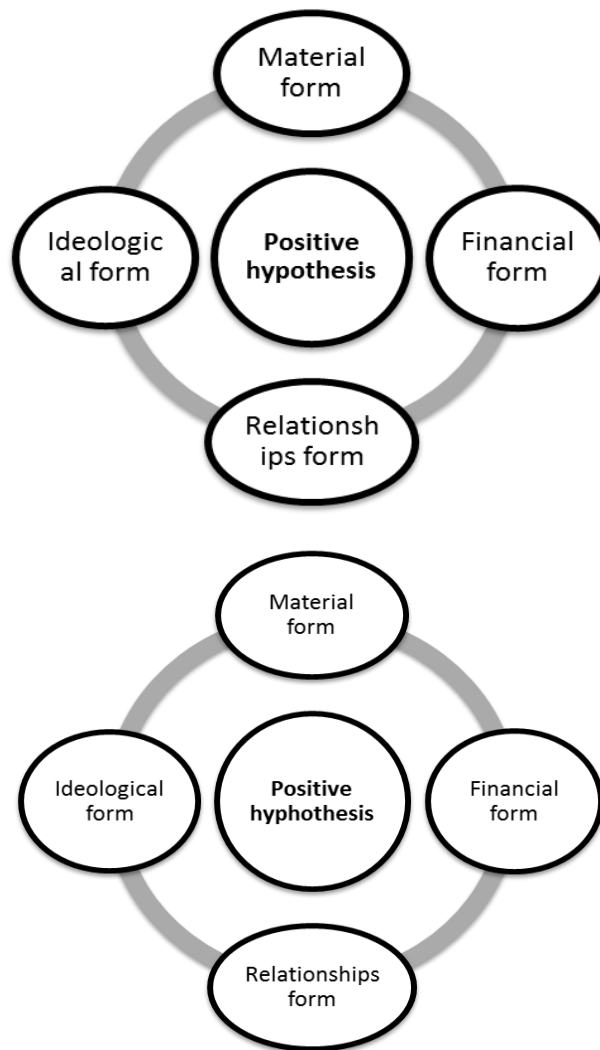 Material
form
Ideologic
al form
Positive
hypothesis
Financial
form
Relationsh
ips form
Material
form
Ideological
form
Positive
hyphothesis
Financial
form
Relationships
form